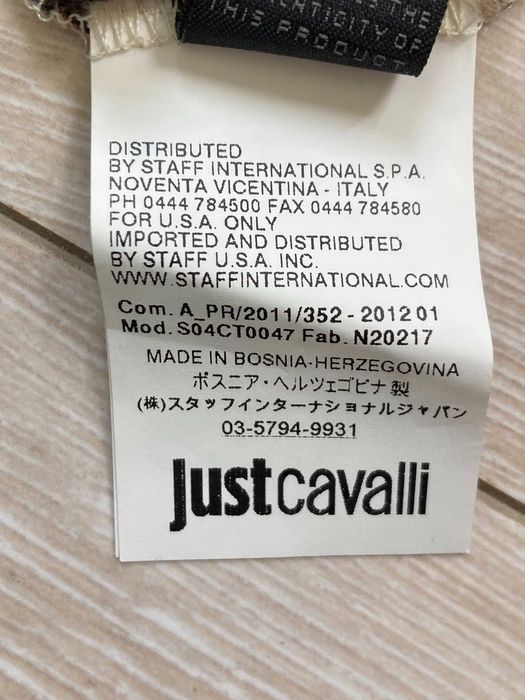 THE
AUTHENTICITY OF
THIS PRODUCT
DISTRIBUTED
BY STAFF INTERNATIONAL S.P.A.
NOVENTA VICENTINA - ITALY
PH 0444 784500 FAX 0444 784580
FOR U.S.A. ONLY
IMPORTED AND DISTRIBUTED
BY STAFF U.S.A. INC.
WWW.STAFFINTERNATIONAL.COM
Com. A_PR/2011/352 - 2012 01
Mod. S04CT0047 Fab. N20217
MADE IN BOSNIA-HERZEGOVINA
ボスニア・ヘルツェゴビナ製
(株)スタッフインターナショナルジャパン
03-5794-9931
justcavalli